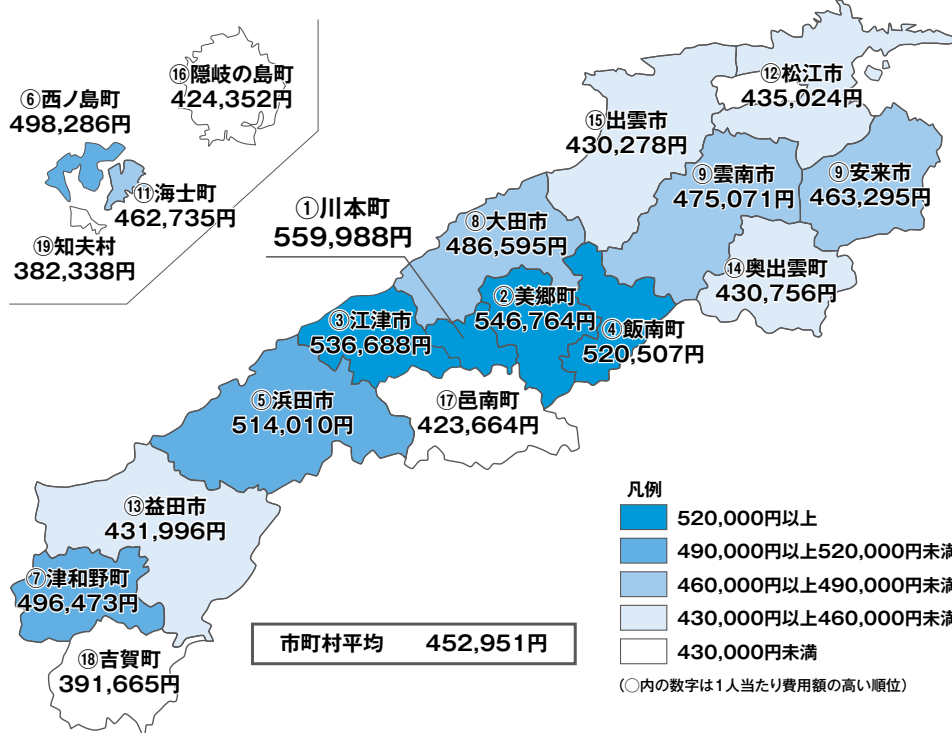 ⑯隠岐の島町
424,352円
⑥西ノ島町
498,286円
⑪海士町
462,735円
⑲知夫村
382,338円
⑫松江市
435,024円
⑮出雲市
430,278円
⑨雲南市
475,071円
⑨安来市
463,295円
①川本町
559,988円
⑧大田市
486,595円
⑭奥出雲町
430,756円
②美郷町
546,764円
③江津市
536,688円
④飯南町
520,507円
⑤浜田市
514,010円
⑰邑南町
423,664円
⑬益田市
431,996円
⑦津和野町
496,473円
⑱吉賀町
391,665円
市町村平均 452,951円
凡例
520,000円以上
490,000円以上520,000円未満
460,000円以上490,000円未満
430,000円以上460,000円未満
430,000円未満
(○内の数字は1人当たり費用額の高い順位)